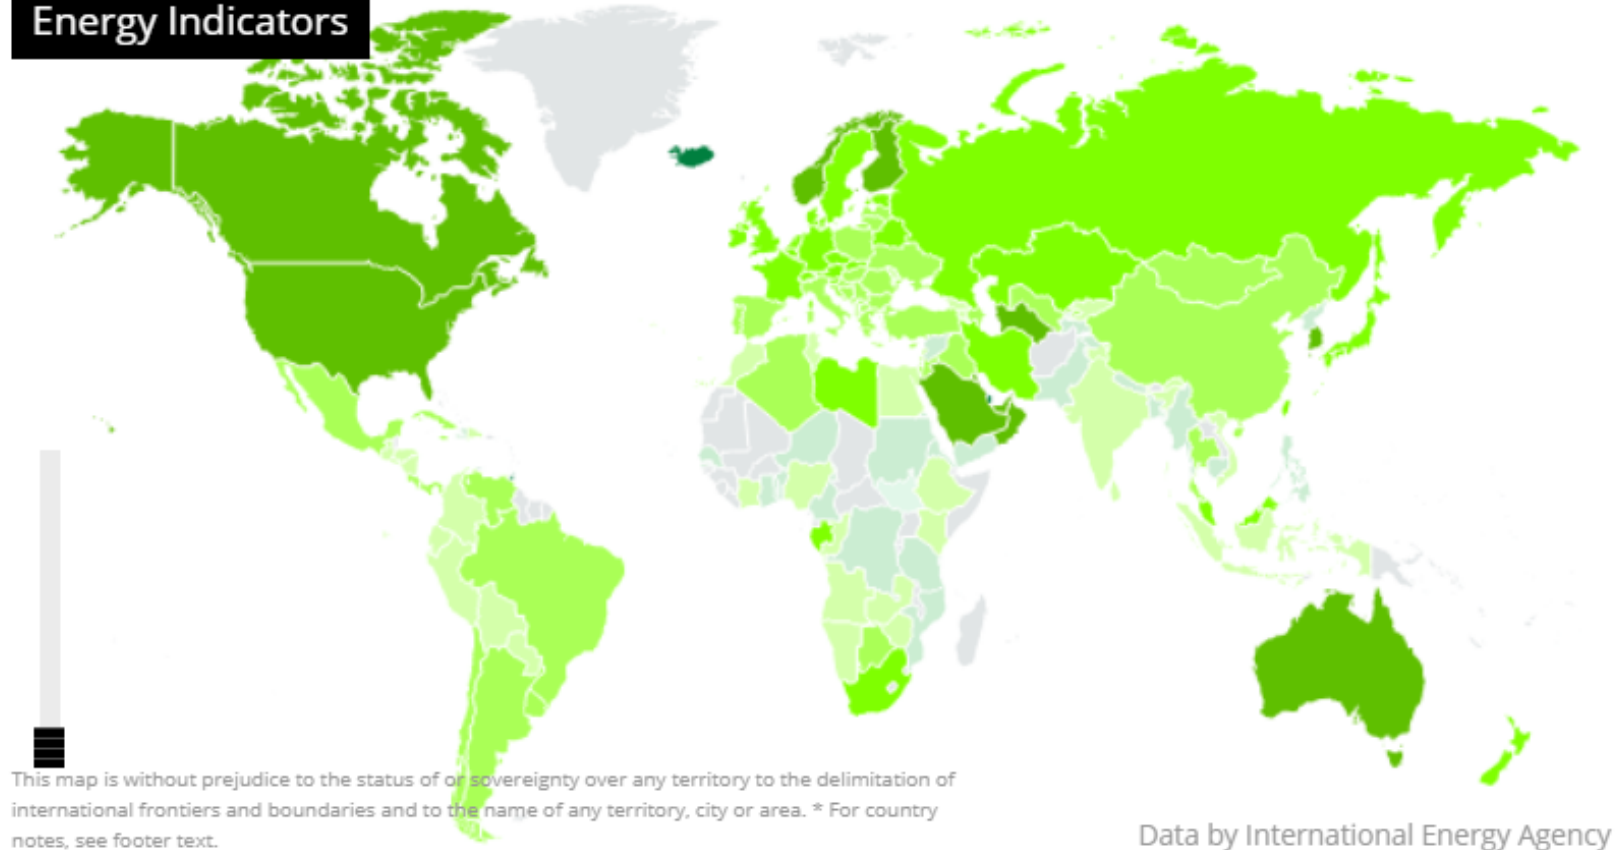 Energy Indicators
This map is without prejudice to the status of or sovereignty over any territory to the delimitation of
international frontiers and boundaries and to the name of any territory, city or area. * For country
notes, see footer text.
Data by International Energy Agency